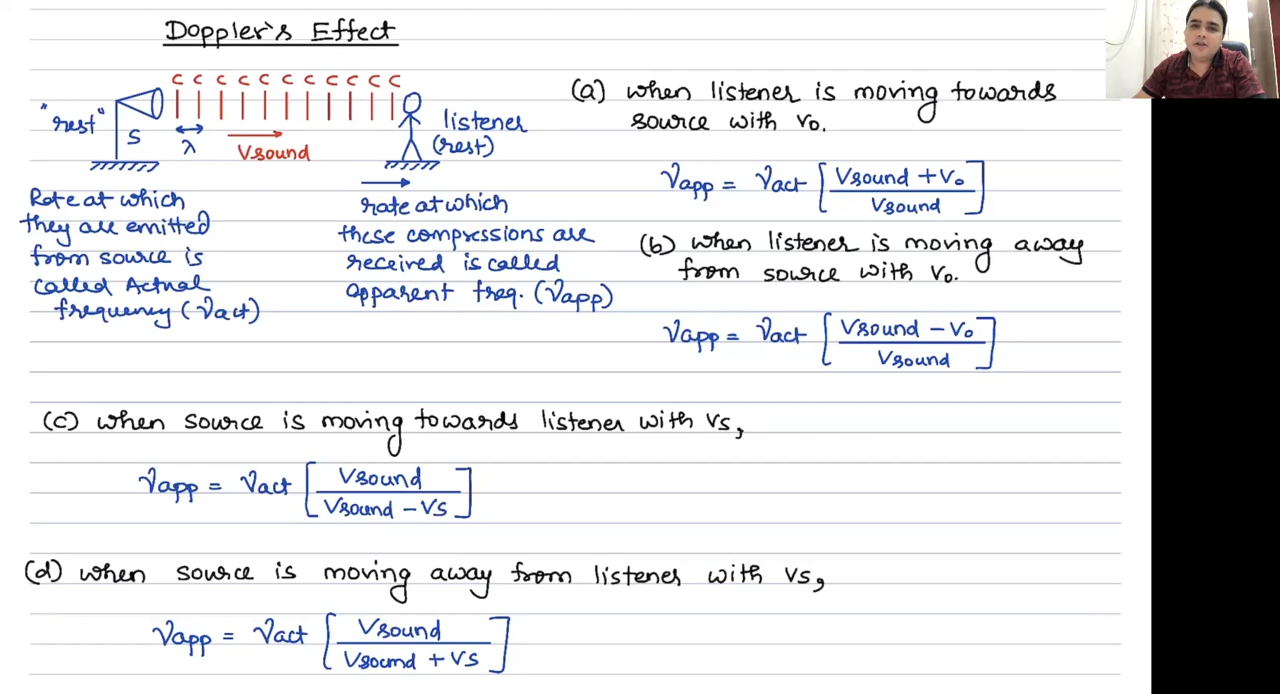 Doppler's Effect
C C C C C C C C C C C
"rest"
S
λ
Vsound
listener
(rest)
Rate at which
they are emitted
from source is
called Actual
frequency (νact)
rate at which
these compressions are
received is called
apparent freq. (νapp)
(a) when listener is moving towards
source with vo.
νapp = νact [ Vsound + Vo / Vsound ]
(b) when listener is moving away
from source with vo.
νapp = νact [ Vsound - Vo / Vsound ]
(c) when source is moving towards listener with vs,
νapp = νact [ Vsound / Vsound - Vs ]
(d) when source is moving away from listener with vs,
νapp = νact [ Vsound / Vsound + Vs ]